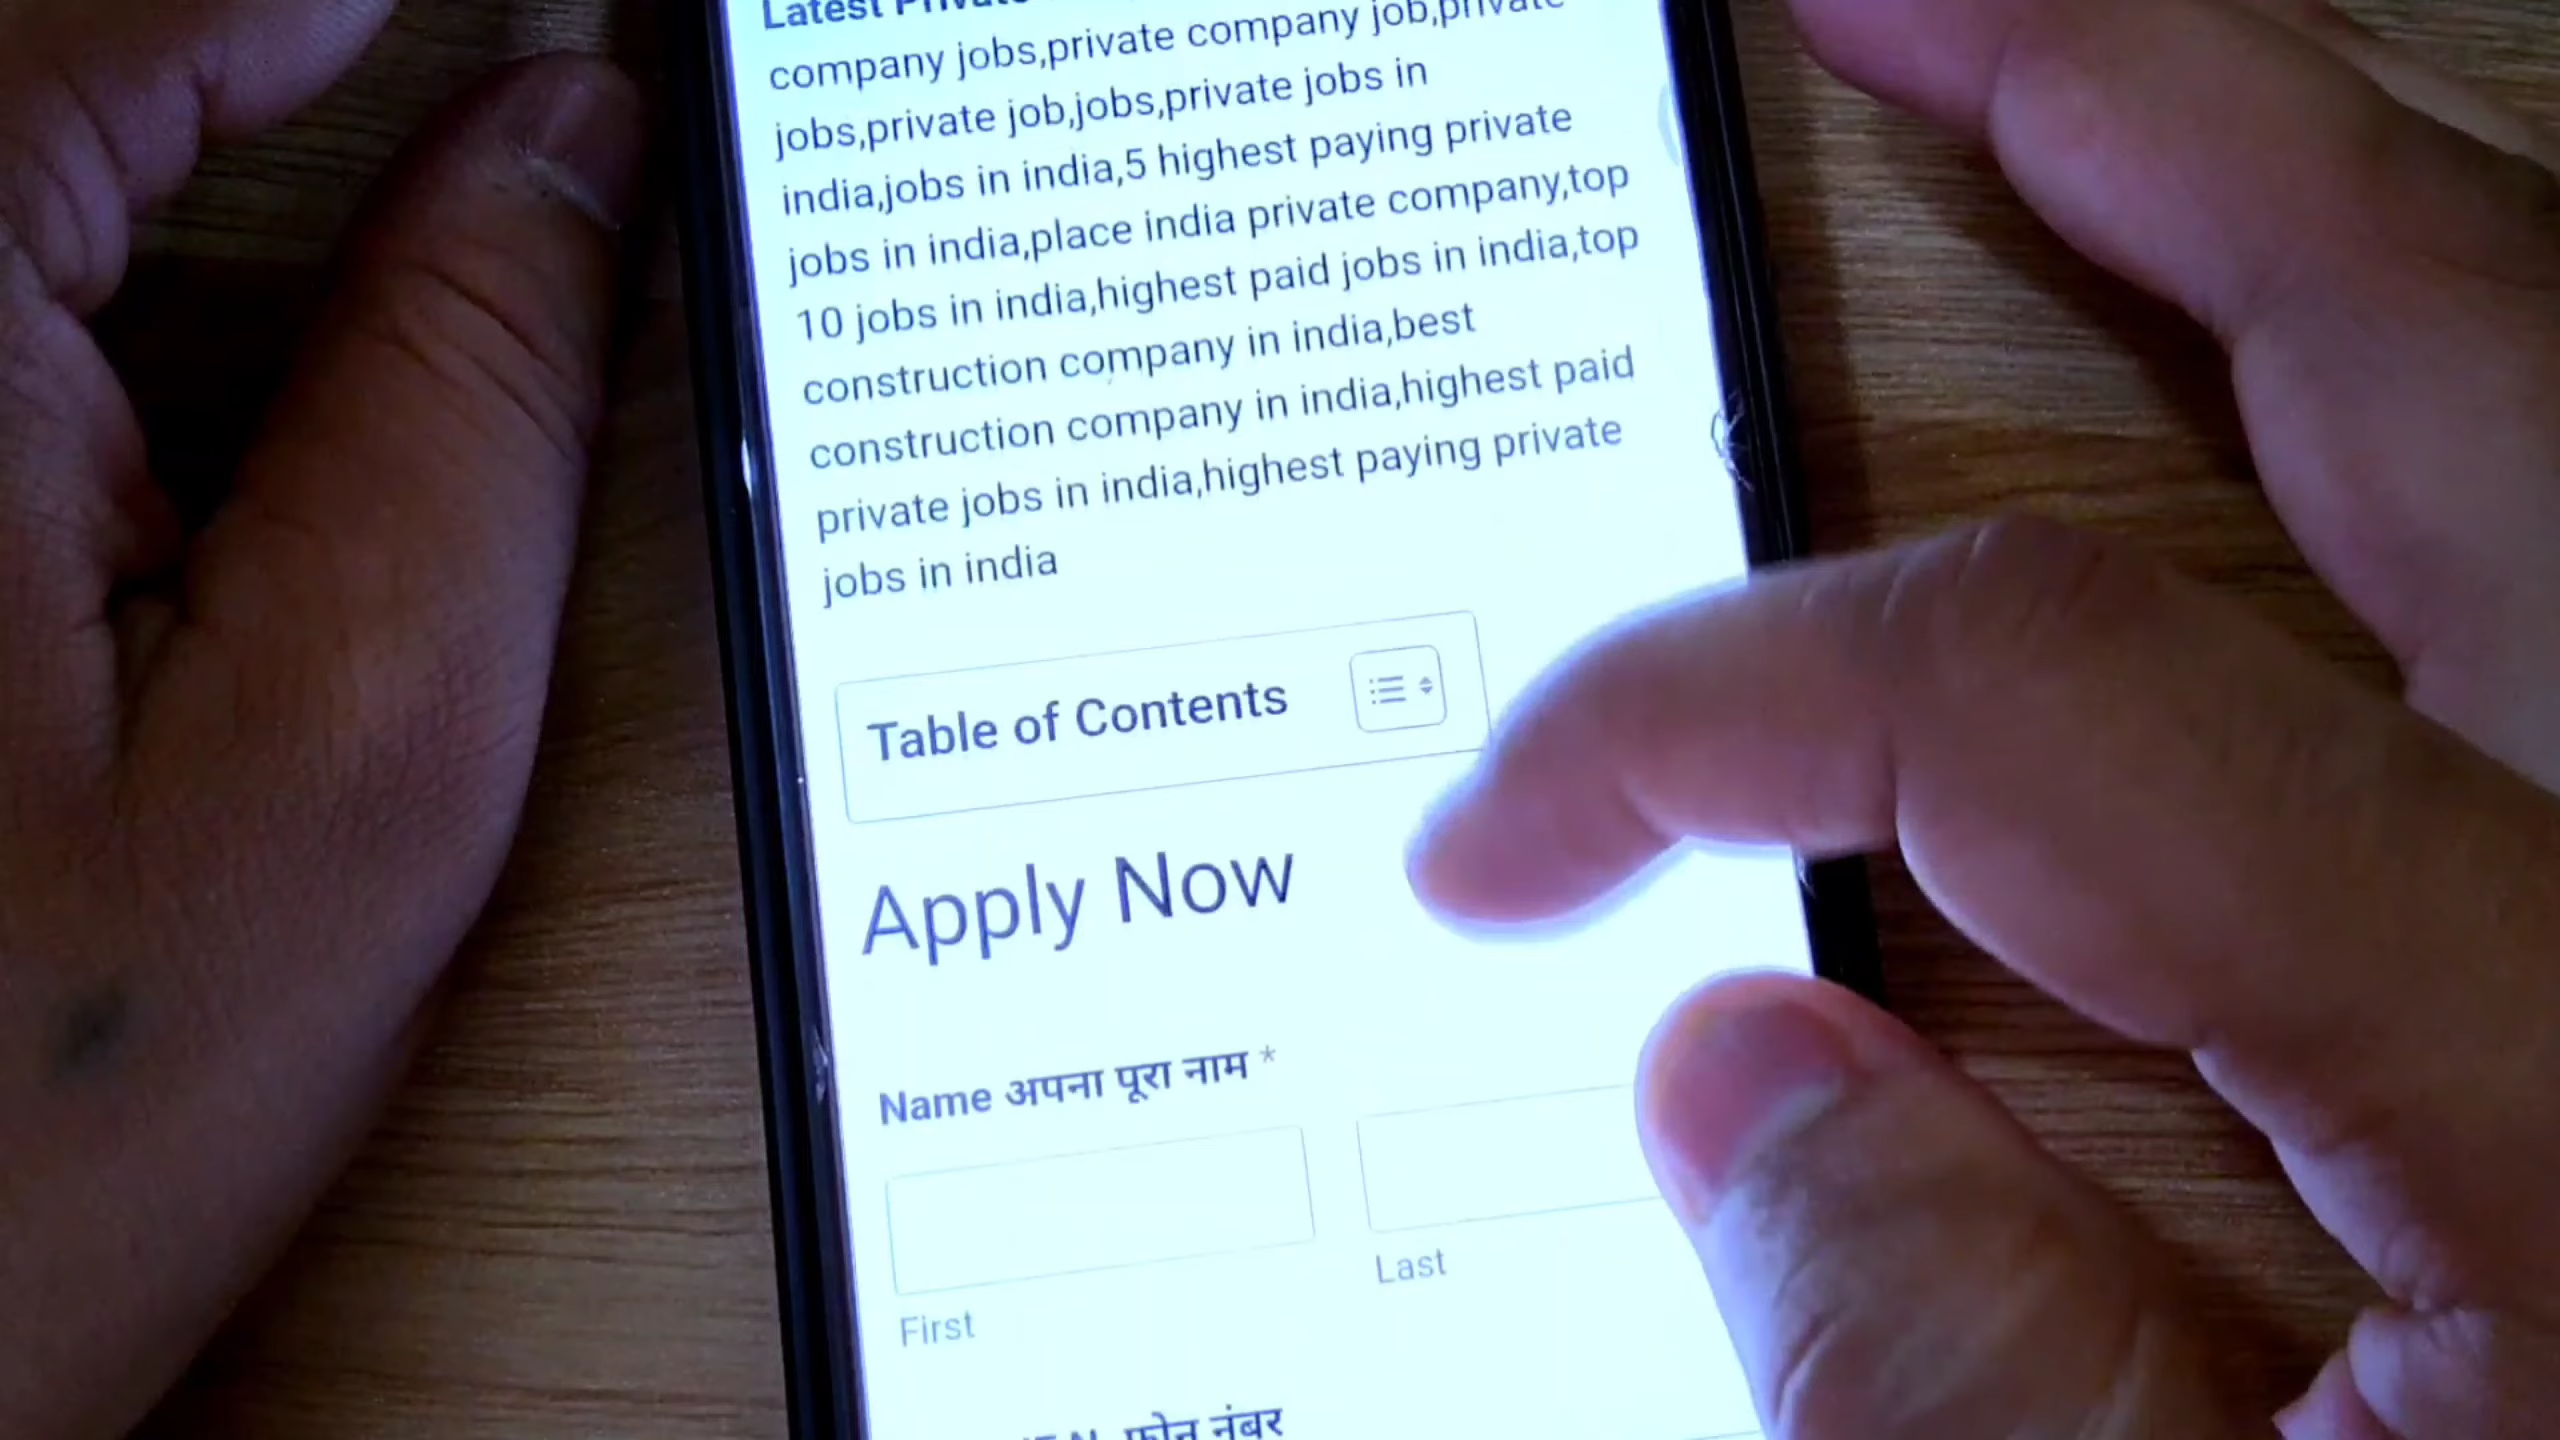 Latest
company jobs,private company job,private
jobs,private job,jobs,private jobs in
india,jobs in india,5 highest paying private
jobs in india,place india private company,top
10 jobs in india,highest paid jobs in india,top
construction company in india,best
construction company in india,highest paid
private jobs in india,highest paying private
jobs in india
Table of Contents
Apply Now
Name अपना पूरा नाम *
First
Last
फोन नंबर